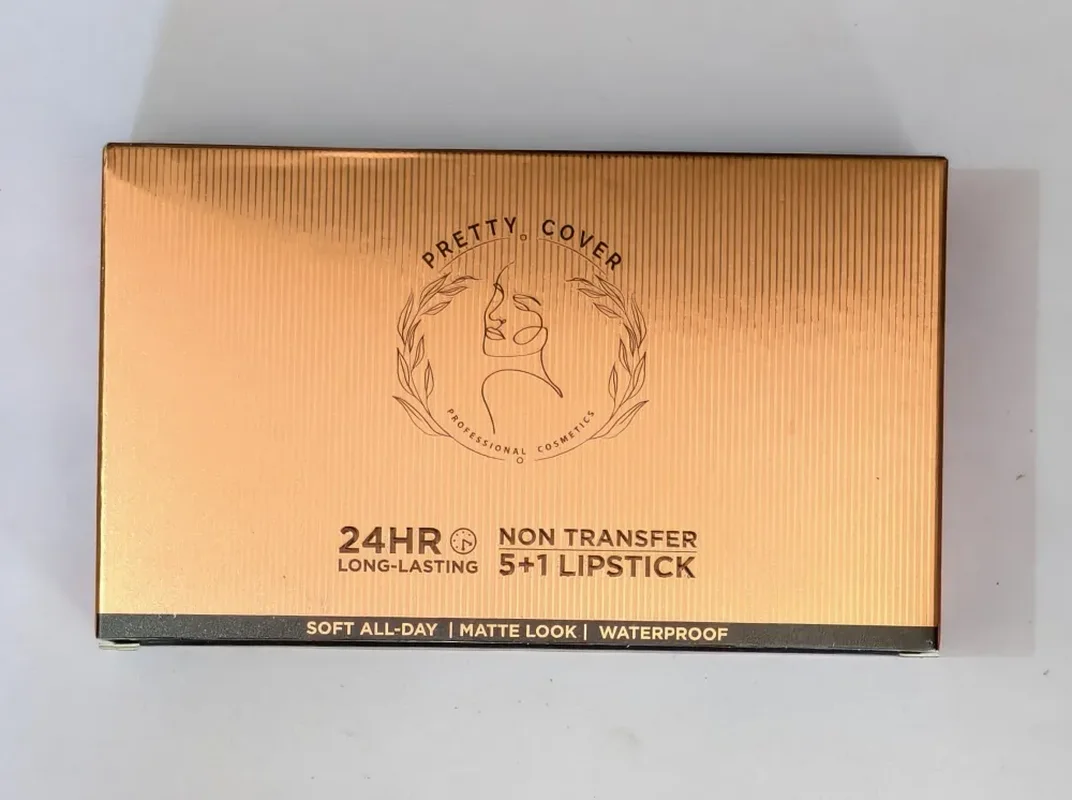 PRETTY COVER
PROFESSIONAL COSMETICS
24HR
LONG-LASTING
NON TRANSFER
5+1 LIPSTICK
SOFT ALL-DAY | MATTE LOOK | WATERPROOF